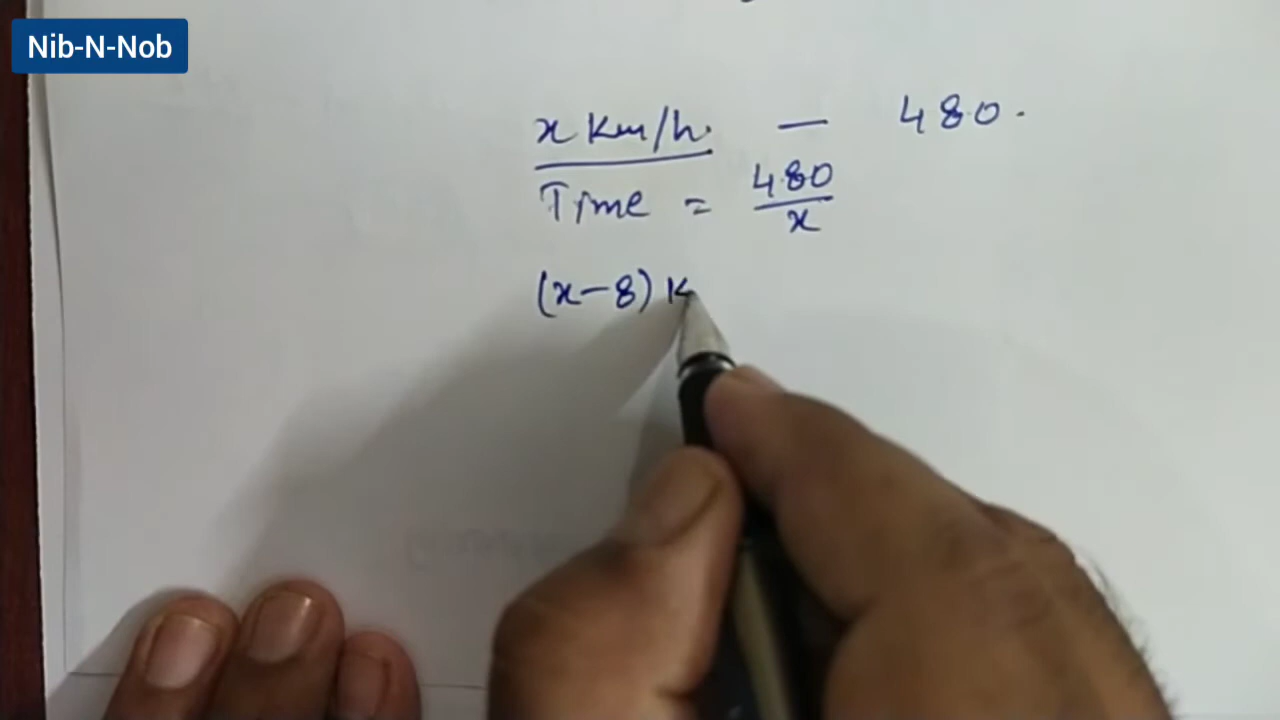 Nib-N-Nob
x Km/h. — 480.
Time = 480/x
(x-8) K